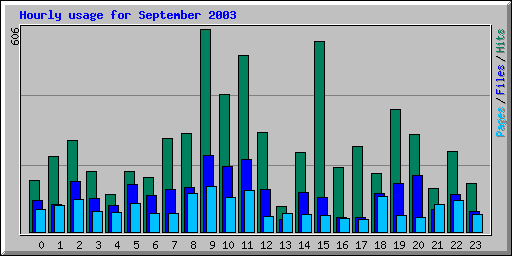 Hourly usage for September 2003
606
Pages / Files / Hits
0 1 2 3 4 5 6 7 8 9 10 11 12 13 14 15 16 17 18 19 20 21 22 23